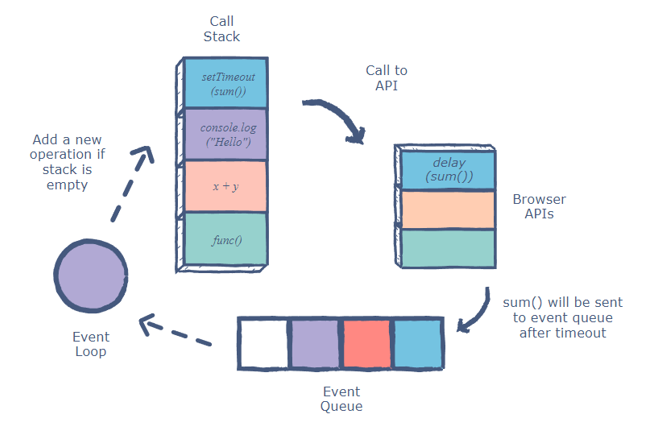 Call
Stack
setTimeout
(sum())
console.log
("Hello")
x + y
func()
Call to
API
delay
(sum())
Browser
APIs
Add a new
operation if
stack is
empty
Event
Loop
sum() will be sent
to event queue
after timeout
Event
Queue